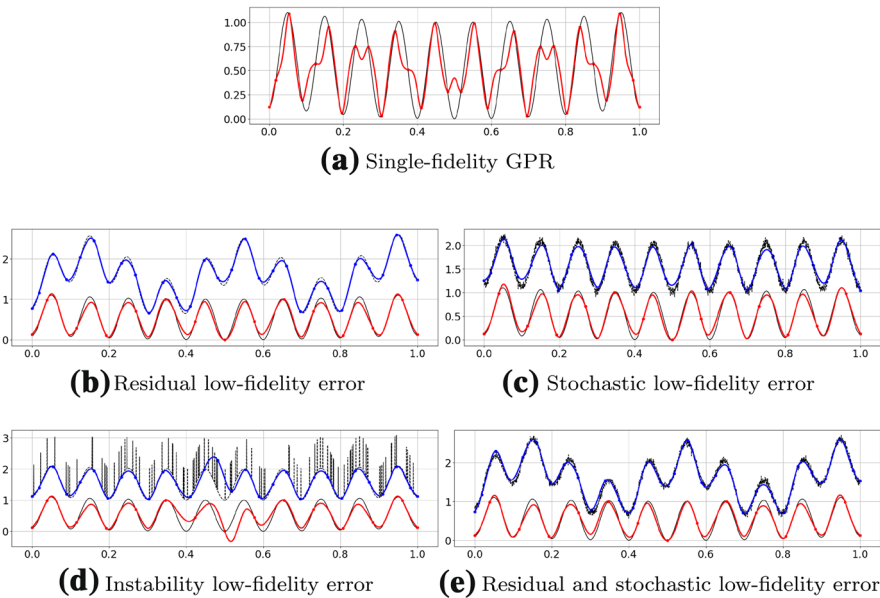 1.00
0.75
0.50
0.25
0.00
0.0 0.2 0.4 0.6 0.8 1.0
(a) Single-fidelity GPR
2
1
0
0.0 0.2 0.4 0.6 0.8 1.0
(b) Residual low-fidelity error
2.0
1.5
1.0
0.5
0.0
0.0 0.2 0.4 0.6 0.8 1.0
(c) Stochastic low-fidelity error
3
2
1
0
0.0 0.2 0.4 0.6 0.8 1.0
(d) Instability low-fidelity error
2
1
0
0.0 0.2 0.4 0.6 0.8 1.0
(e) Residual and stochastic low-fidelity error